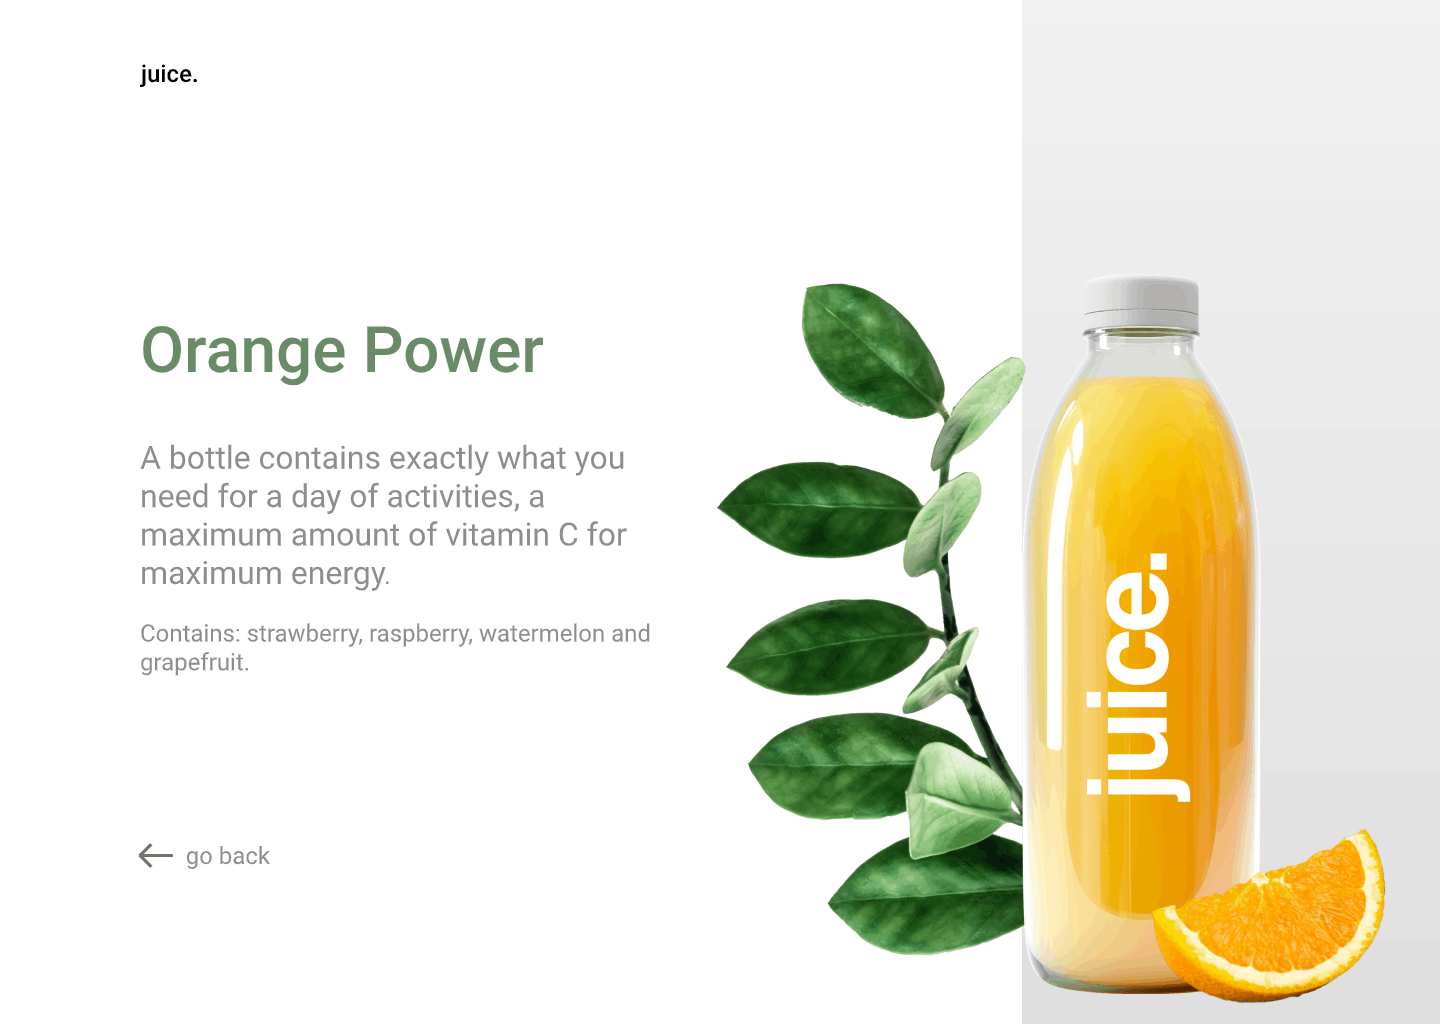 juice.
Orange Power
A bottle contains exactly what you
need for a day of activities, a
maximum amount of vitamin C for
maximum energy.
Contains: strawberry, raspberry, watermelon and
grapefruit.
go back
juice.